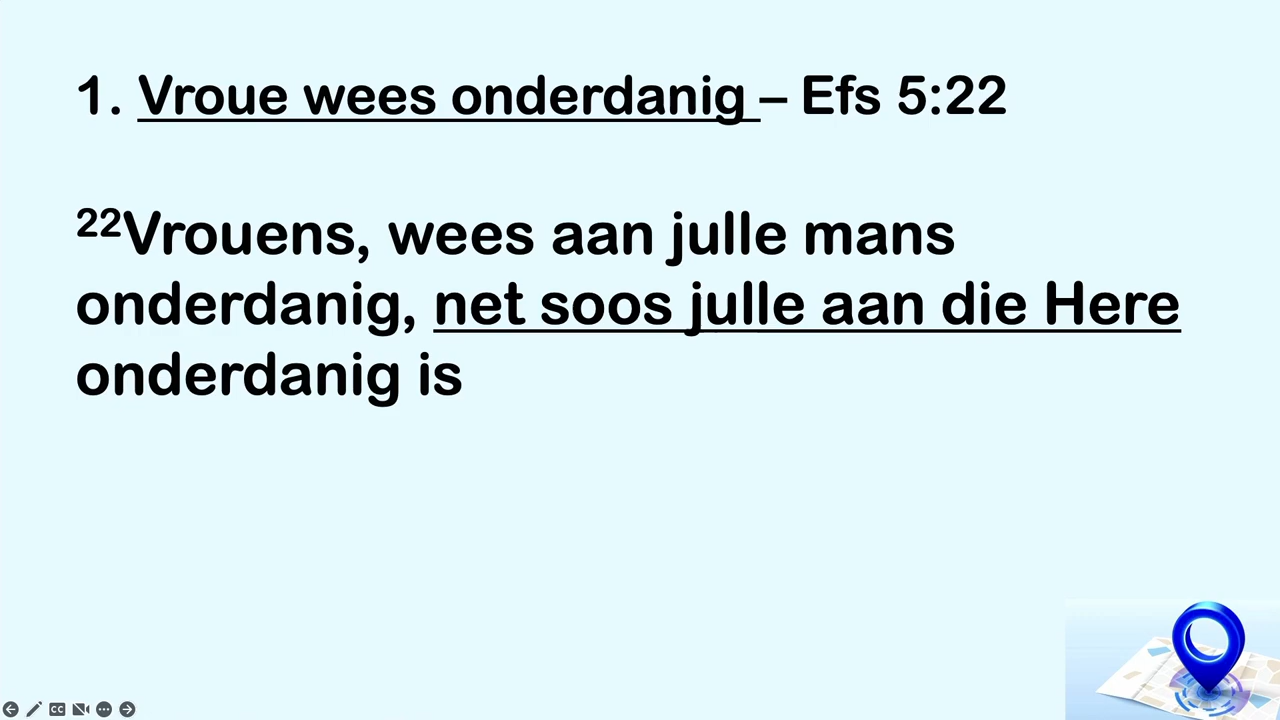 1. Vroue wees onderdanig – Efs 5:22
22Vrouens, wees aan julle mans
onderdanig, net soos julle aan die Here
onderdanig is
CC